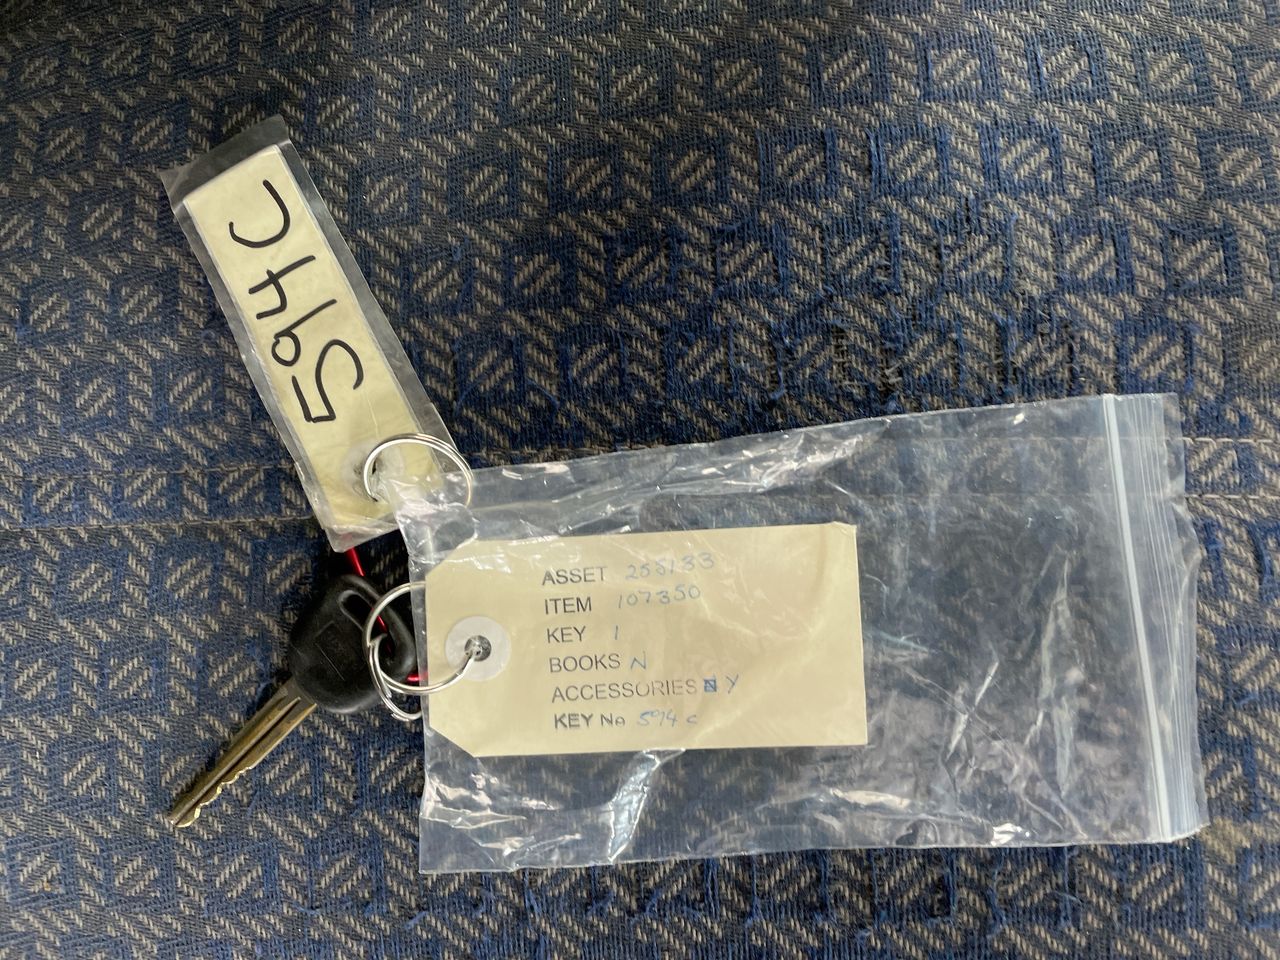 594C
ASSET 258133
ITEM 107350
KEY 1
BOOKS N
ACCESSORIES N Y
KEY No 594 C